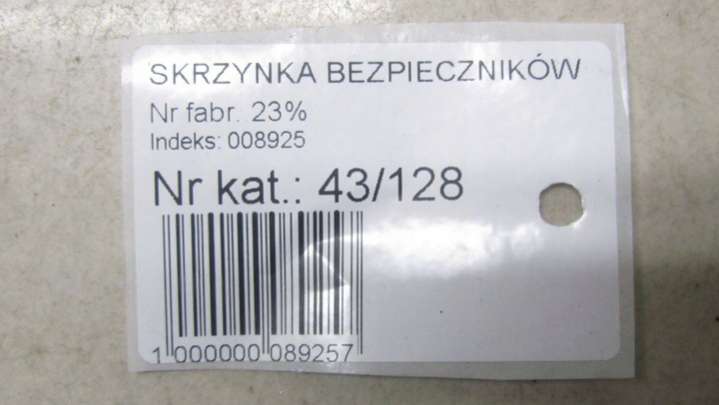 SKRZYNKA BEZPIECZNIKÓW
Nr fabr. 23%
Indeks: 008925
Nr kat.: 43/128
1 000000 089257